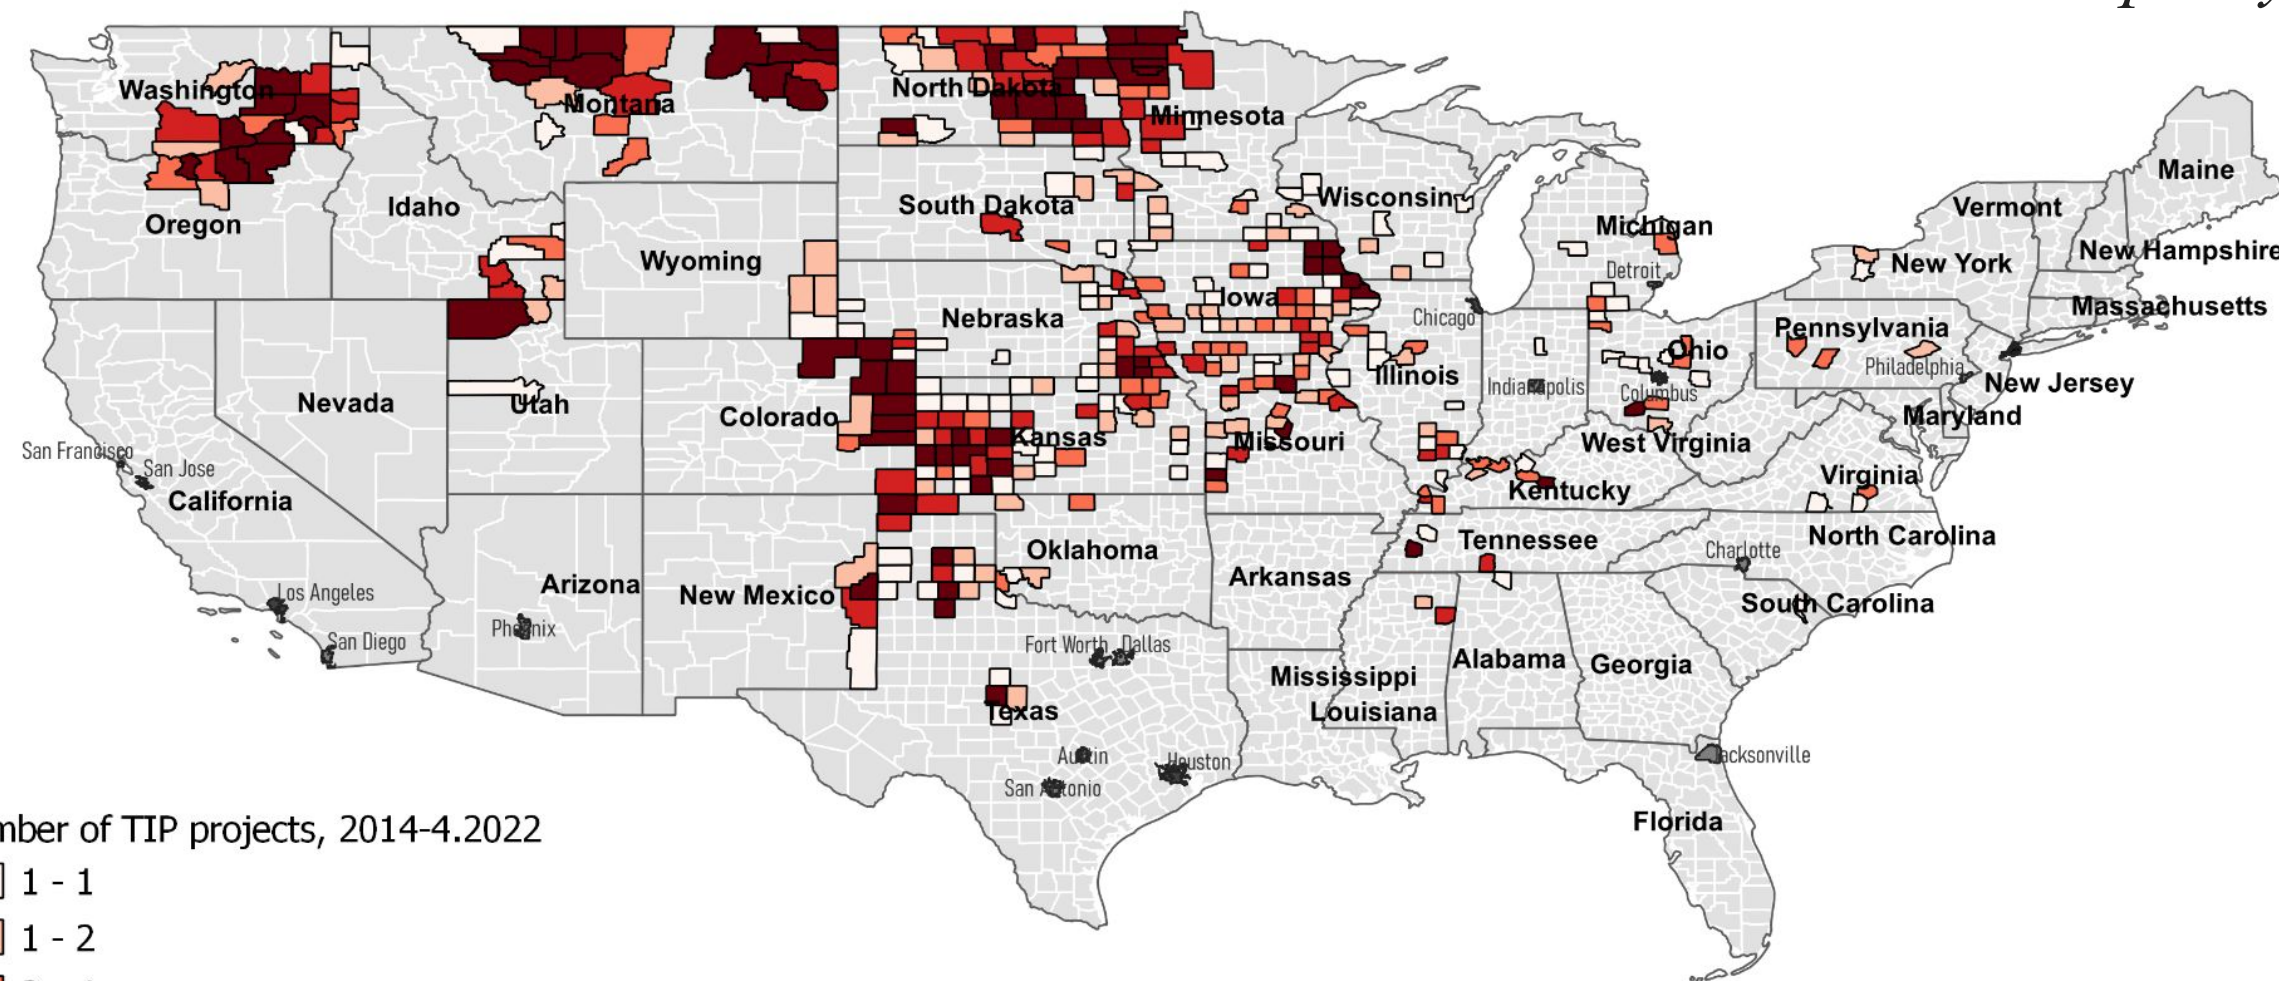 Washington
Montana
North Dakota
Minnesota
Maine
Oregon
Idaho
South Dakota
Wisconsin
Michigan
Vermont
New York
New Hampshire
Wyoming
Detroit
Iowa
Nebraska
Chicago
Massachusetts
Pennsylvania
Ohio
Philadelphia
New Jersey
Nevada
Utah
Colorado
Illinois
Indianapolis
Columbus
Maryland
San Francisco
San Jose
California
Kansas
Missouri
West Virginia
Virginia
Kentucky
Oklahoma
Tennessee
Charlotte
North Carolina
Los Angeles
Arizona
New Mexico
Arkansas
South Carolina
San Diego
Phoenix
Fort Worth
Dallas
Mississippi
Alabama
Georgia
Louisiana
Texas
Austin
Houston
San Antonio
Jacksonville
Florida
mber of TIP projects, 2014-4.2022
1 - 1
1 - 2